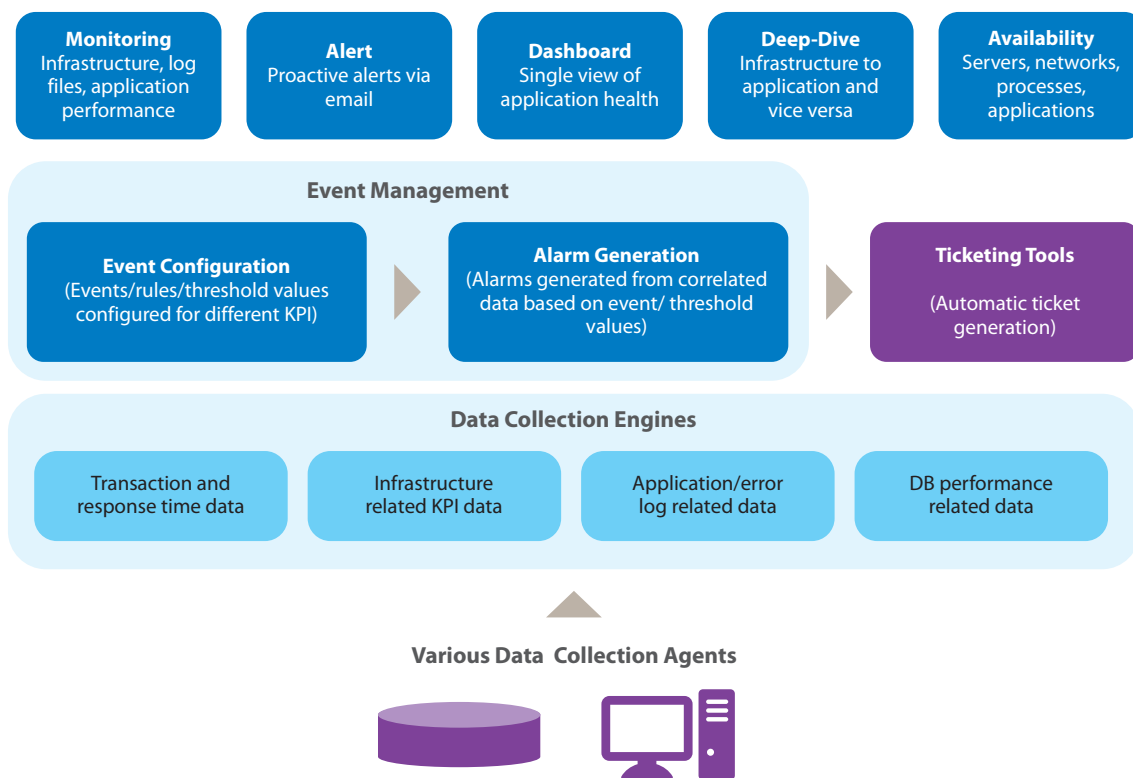 Monitoring
Infrastructure, log
files, application
performance
Alert
Proactive alerts via
email
Dashboard
Single view of
application health
Deep-Dive
Infrastructure to
application and
vice versa
Availability
Servers, networks,
processes,
applications
Event Management
Event Configuration
(Events/rules/threshold values
configured for different KPI)
Alarm Generation
(Alarms generated from correlated
data based on event/ threshold
values)
Ticketing Tools
(Automatic ticket
generation)
Data Collection Engines
Transaction and
response time data
Infrastructure
related KPI data
Application/error
log related data
DB performance
related data
Various Data Collection Agents